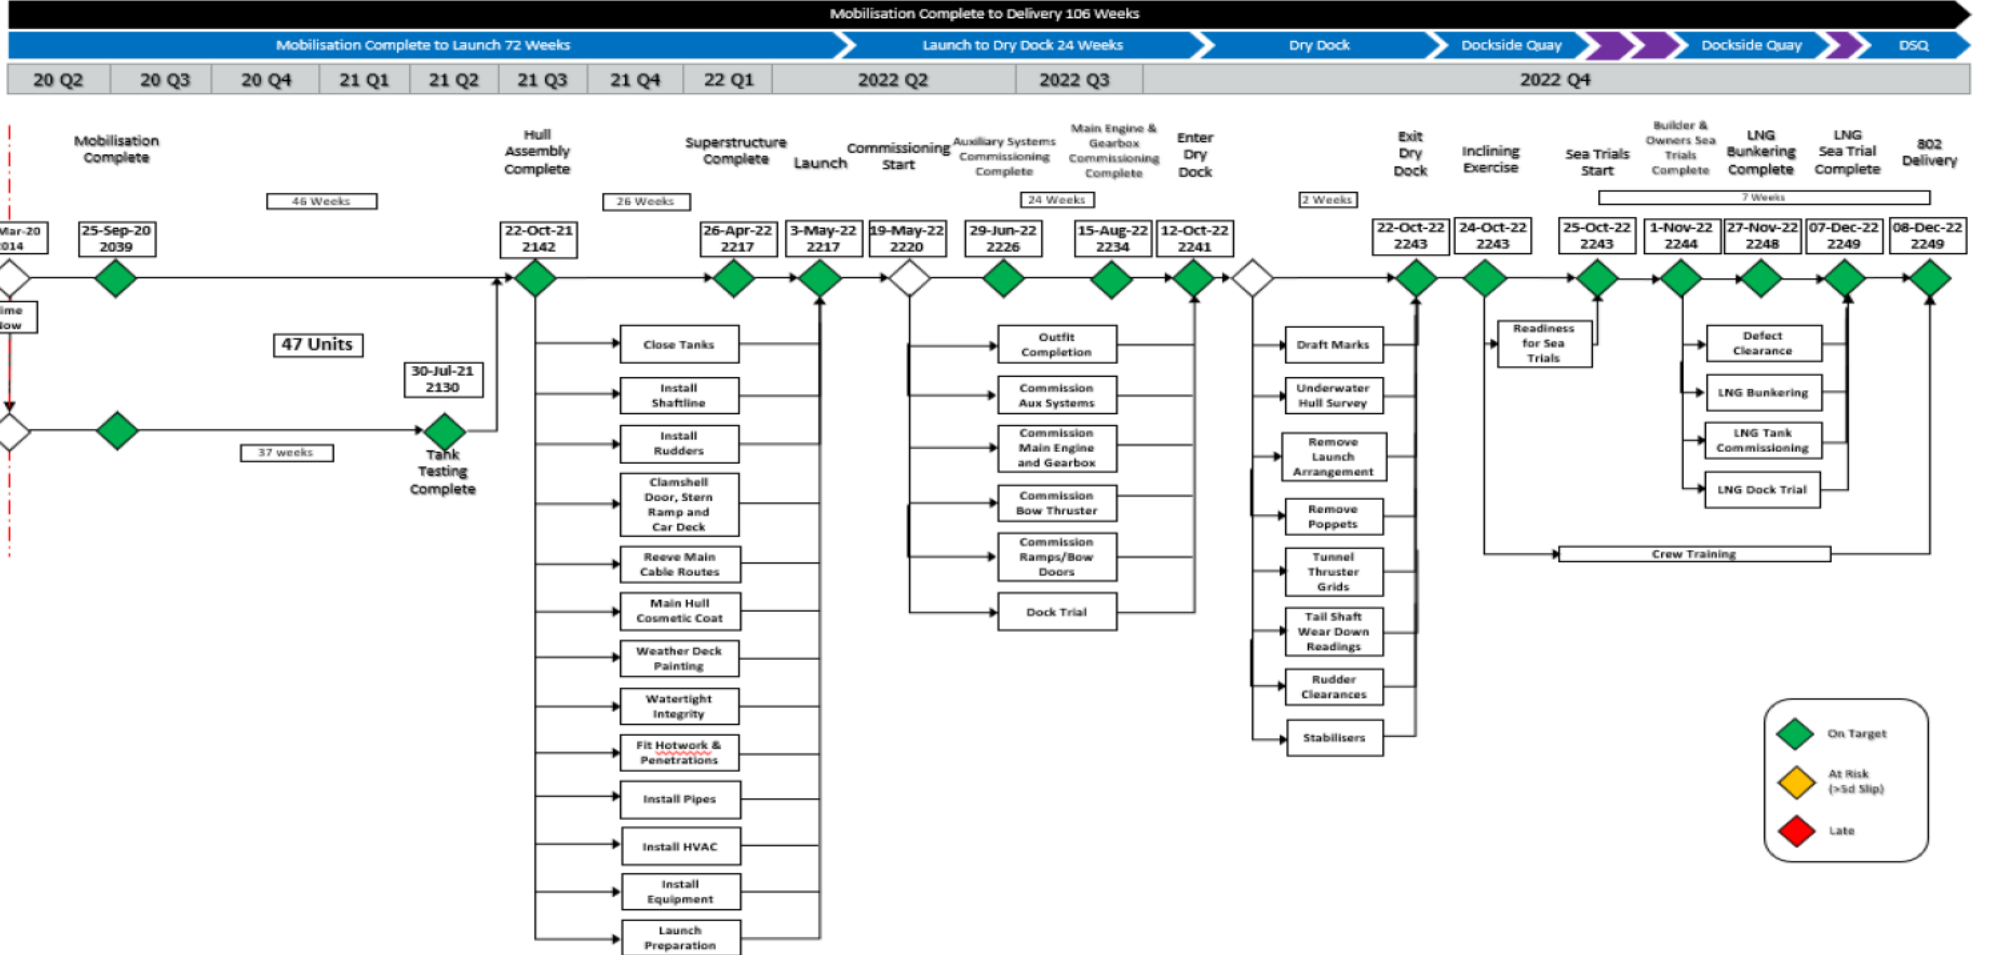 Mobilisation Complete to Delivery 106 Weeks
Mobilisation Complete to Launch 72 Weeks
Launch to Dry Dock 24 Weeks
Dry Dock
Dockside Quay
Dockside Quay
DSQ
20 Q2
20 Q3
20 Q4
21 Q1
21 Q2
21 Q3
21 Q4
22 Q1
2022 Q2
2022 Q3
2022 Q4
Mobilisation
Complete
Hull
Assembly
Complete
Superstructure
Complete
Launch
Commissioning
Start
Auxiliary Systems
Commissioning
Complete
Main Engine &
Gearbox
Commissioning
Complete
Enter
Dry
Dock
Exit
Dry
Dock
Inclining
Exercise
Sea Trials
Start
Builder &
Owners Sea
Trials
Complete
LNG
Bunkering
Complete
LNG
Sea Trial
Complete
802
Delivery
46 Weeks
26 Weeks
24 Weeks
2 Weeks
7 Weeks
Mar-20
2014
25-Sep-20
2039
22-Oct-21
2142
26-Apr-22
2217
3-May-22
2217
19-May-22
2220
29-Jun-22
2226
15-Aug-22
2234
12-Oct-22
2241
22-Oct-22
2243
24-Oct-22
2243
25-Oct-22
2243
1-Nov-22
2244
27-Nov-22
2248
07-Dec-22
2249
08-Dec-22
2249
ime
Now
47 Units
30-Jul-21
2130
37 weeks
Tank
Testing
Complete
Close Tanks
Install
Shaftline
Install
Rudders
Clamshell
Door, Stern
Ramp and
Car Deck
Reeve Main
Cable Routes
Main Hull
Cosmetic Coat
Weather Deck
Painting
Watertight
Integrity
Fit Hotwork &
Penetrations
Install Pipes
Install HVAC
Install
Equipment
Launch
Preparation
Outfit
Completion
Commission
Aux Systems
Commission
Main Engine
and Gearbox
Commission
Bow Thruster
Commission
Ramps/Bow
Doors
Dock Trial
Draft Marks
Underwater
Hull Survey
Remove
Launch
Arrangement
Remove
Poppets
Tunnel
Thruster
Grids
Tail Shaft
Wear Down
Readings
Rudder
Clearances
Stabilisers
Readiness
for Sea
Trials
Defect
Clearance
LNG Bunkering
LNG Tank
Commissioning
LNG Dock Trial
Crew Training
On Target
At Risk
(>5d Slip)
Late